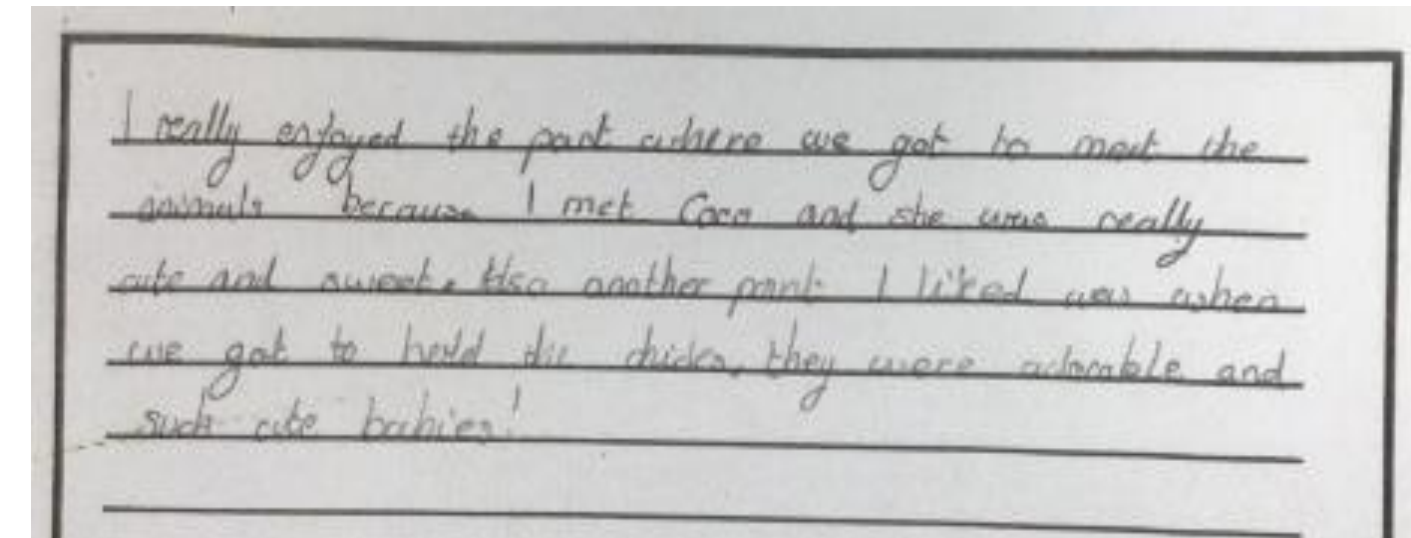 I really enjoyed the part where we got to meet the
animals because I met Coco and she was really
cute and sweet. Also another part I liked was when
we got to hold the chicks, they were adorable and
such cute babies!